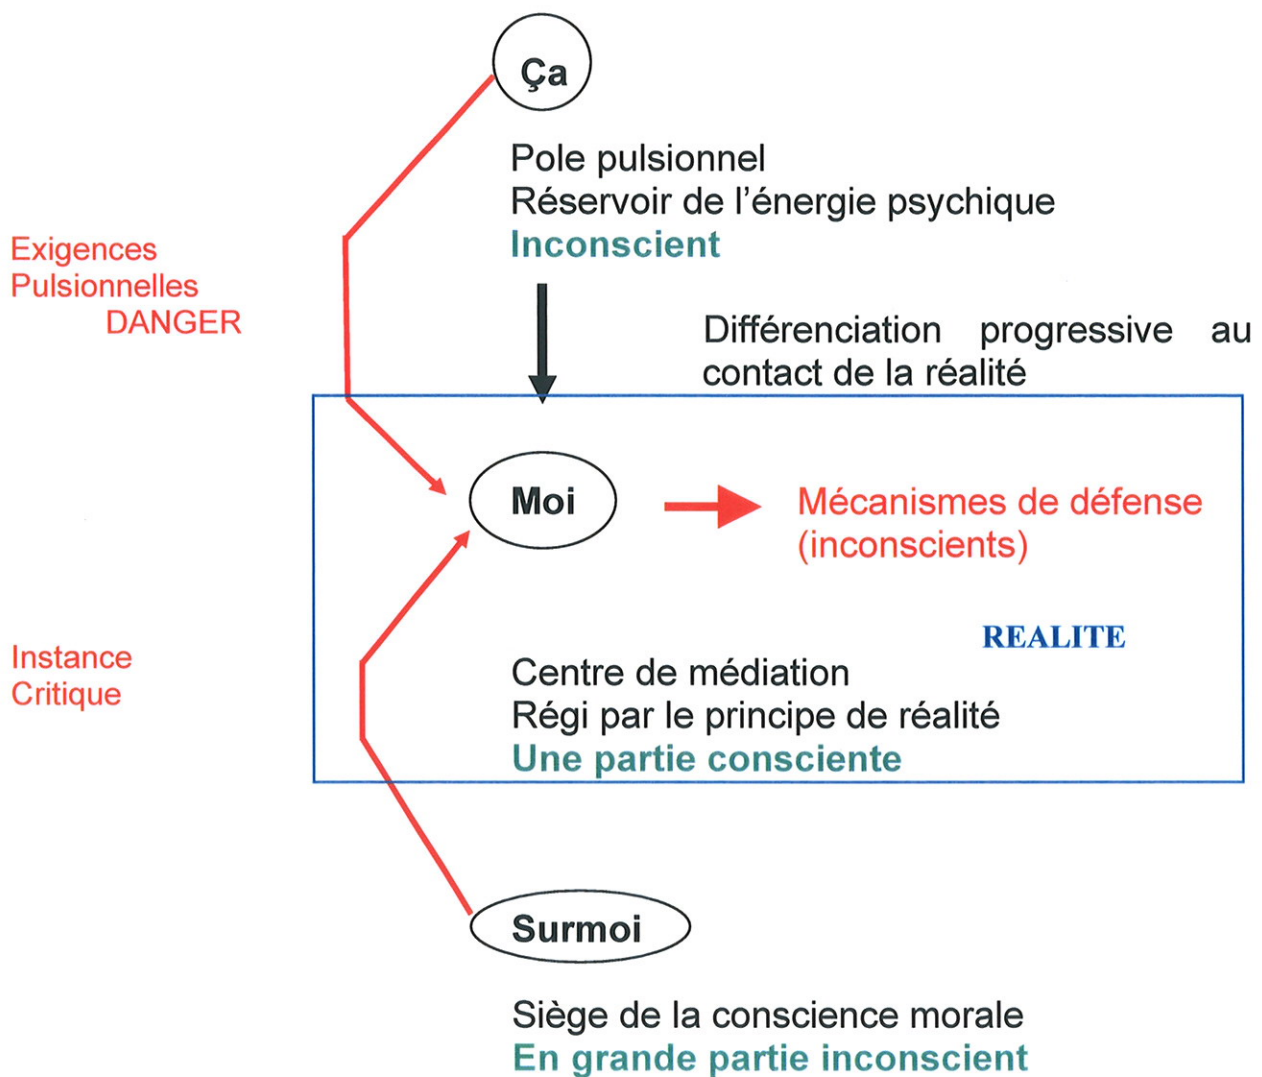 Ça
Pole pulsionnel
Réservoir de l'énergie psychique
Inconscient
Exigences
Pulsionnelles
DANGER
Différenciation progressive au
contact de la réalité
Moi
Mécanismes de défense
(inconscients)
REALITE
Instance
Critique
Centre de médiation
Régi par le principe de réalité
Une partie consciente
Surmoi
Siège de la conscience morale
En grande partie inconscient